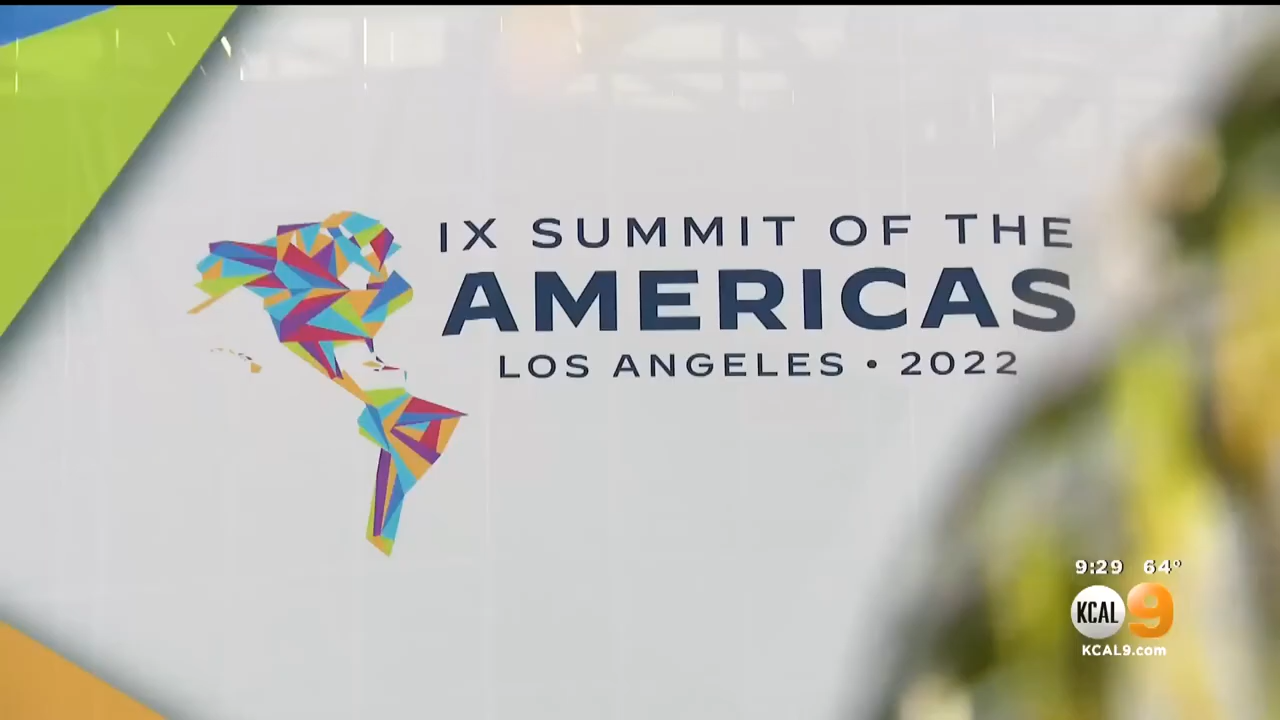 IX SUMMIT OF THE
AMERICAS
LOS ANGELES • 2022
9:29 64°
KCAL 9
KCAL9.com